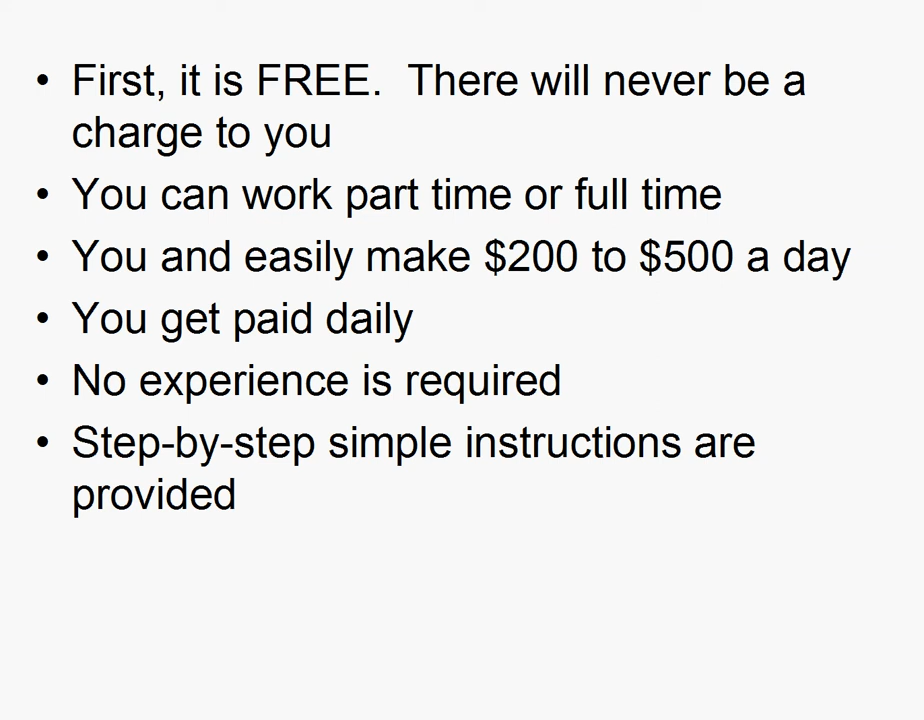 • First, it is FREE.  There will never be a
charge to you
• You can work part time or full time
• You and easily make $200 to $500 a day
• You get paid daily
• No experience is required
• Step-by-step simple instructions are
provided